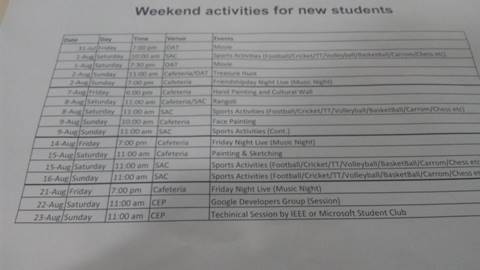 Weekend activities for new students
Date Day Time Venue Events
31-Jul Friday 7:00 pm OAT Movie
1-Aug Saturday 10:00 am SAC Sports Activities (Football/Cricket/TT/Volleyball/BasketBall/Carrom/Chess etc)
1-Aug Saturday 7:30 pm OAT Movie
2-Aug Sunday 11:00 am Cafeteria/OAT Treasure Hunt
2-Aug Sunday 7:00 pm Cafeteria Friendshipday Night Live (Music Night)
7-Aug Friday 6:00 pm Cafeteria Hand Painting and Cultural Wall
8-Aug Saturday 11:00 am Cafeteria/SAC Rangoli
8-Aug Saturday 11:00 am SAC Sports Activities (Football/Cricket/TT/Volleyball/BasketBall/Carrom/Chess etc)
9-Aug Sunday 10:00 am Cafeteria Face Painting
9-Aug Sunday 11:00 am SAC Sports Activities (Cont.)
14-Aug Friday 7:00 pm Cafeteria Friday Night Live (Music Night)
15-Aug Saturday 11:00 am Cafeteria Painting & Sketching
15-Aug Saturday 11:00 am SAC Sports Activities (Football/Cricket/TT/Volleyball/BasketBall/Carrom/Chess etc
16-Aug Sunday 11:00 am SAC Sports Activities (Football/Cricket/TT/Volleyball/BasketBall/Carrom/Chess etc
21-Aug Friday 7:00 pm Cafeteria Friday Night Live (Music Night)
22-Aug Saturday 11:00 am CEP Google Developers Group (Session)
23-Aug Sunday 11:00 am CEP Techinical Session by IEEE or Microsoft Student Club